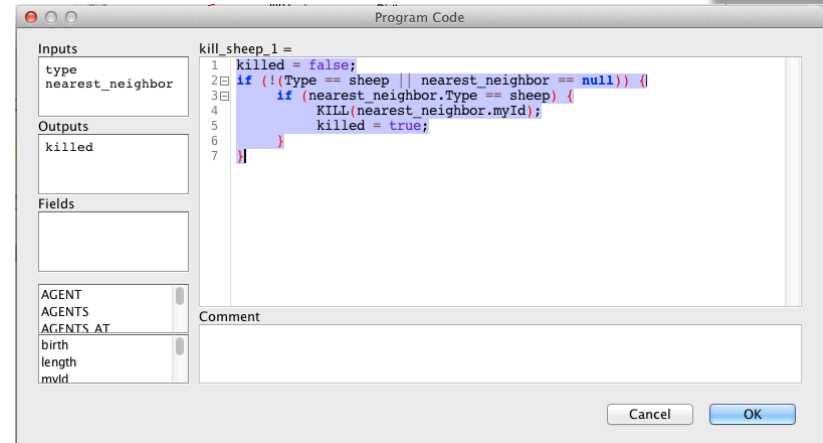 Program Code
Inputs
type
nearest_neighbor
Outputs
killed
Fields
AGENT
AGENTS
AGENTS_AT
birth
length
myId
kill_sheep_1 =
1 killed = false;
2 if (!(Type == sheep || nearest_neighbor == null)) {
3 if (nearest_neighbor.Type == sheep) {
4 KILL(nearest_neighbor.myId);
5 killed = true;
6 }
7 }
Comment
Cancel
OK